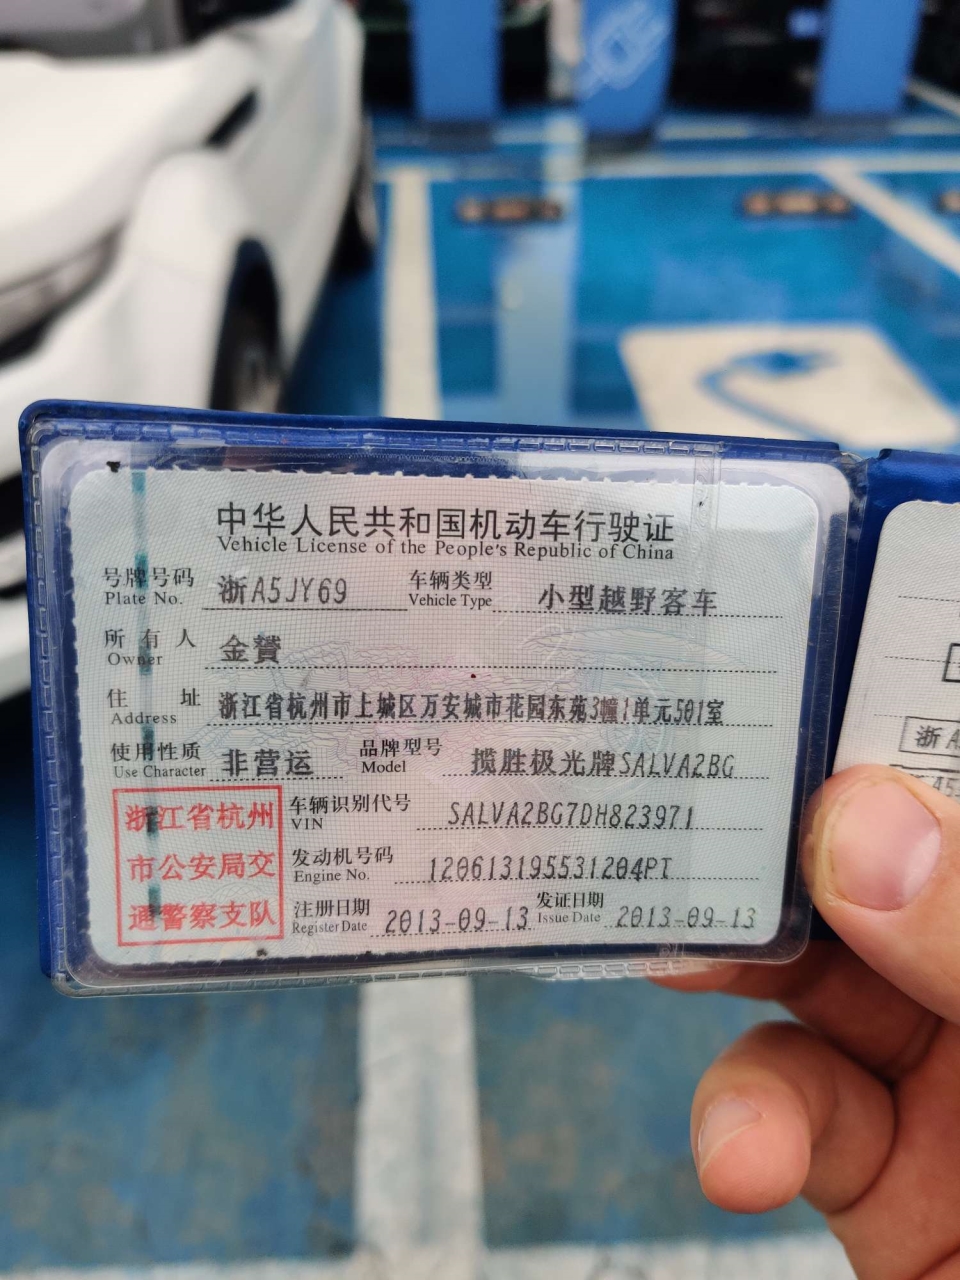 中华人民共和国机动车行驶证
Vehicle License of the People's Republic of China
号牌号码 浙A5JY69 车辆类型 小型越野客车
Plate No. Vehicle Type
所有人 金贇
Owner
住址 浙江省杭州市上城区万安城市花园东苑3幢1单元501室
Address
使用性质 非营运 品牌型号 揽胜极光牌SALVA2BG
Use Character Model
浙江省杭州
市公安局交
通警察支队
车辆识别代号 SALVA2BG7DH823971
VIN
发动机号码 120613195531204PT
Engine No.
注册日期 2013-09-13 发证日期 2013-09-13
Register Date Issue Date
浙A